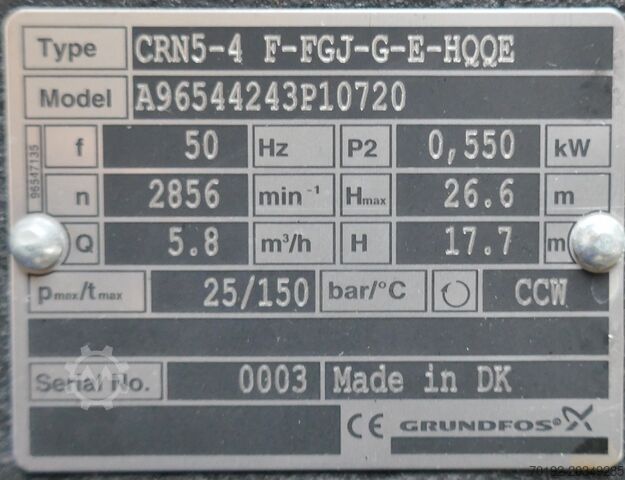 Type CRN5-4 F-FGJ-G-E-HQQE
Model A96544243P10720
96547135
f 50 Hz P2 0,550 kW
n 2856 min⁻¹ Hmax 26.6 m
Q 5.8 m³/h H 17.7 m
pmax/tmax 25/150 bar/°C CCW
Serial No. 0003 Made in DK
CE GRUNDFOS®